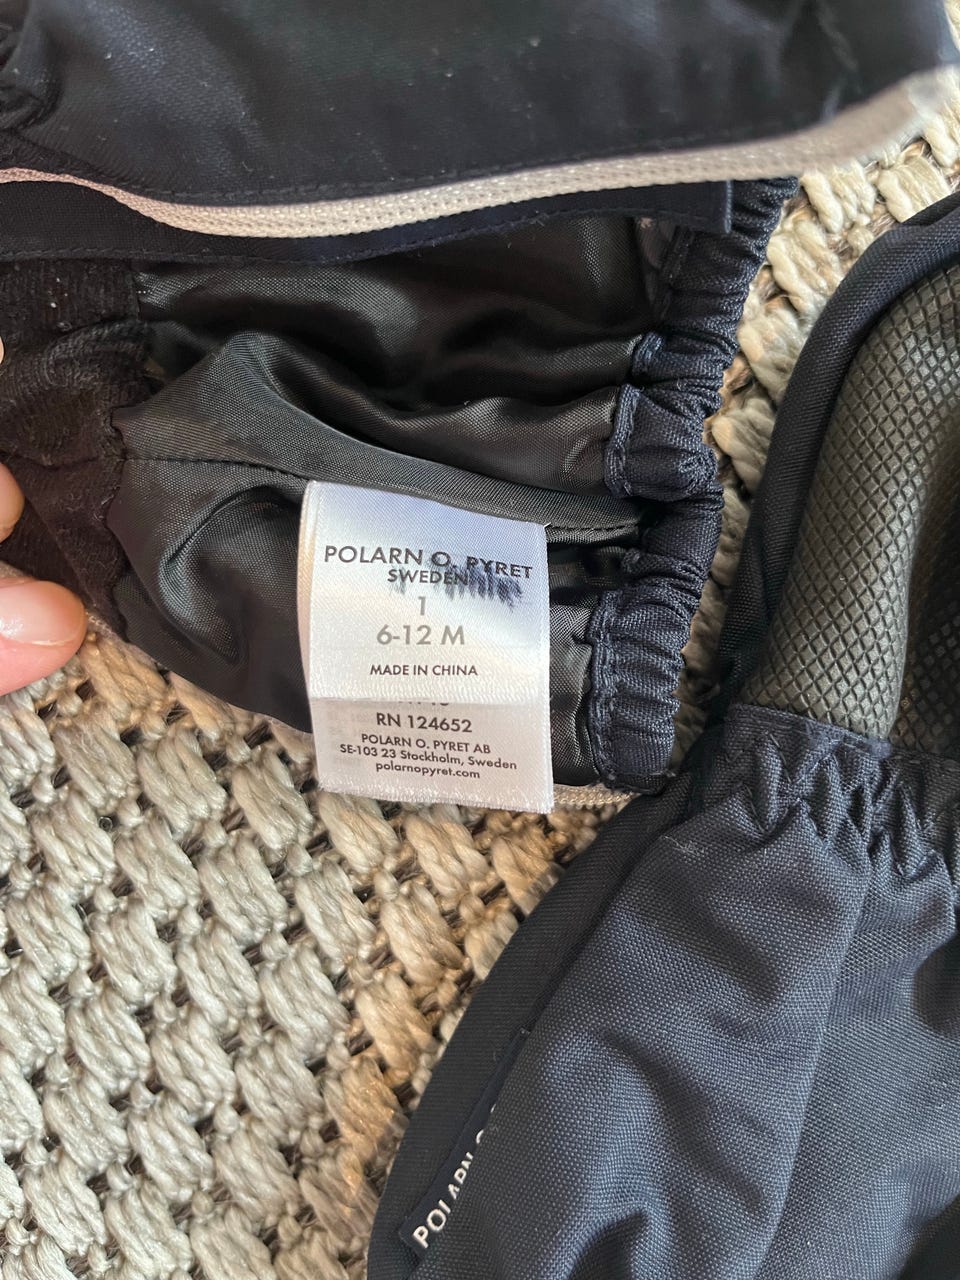 POLARN O. PYRET
SWEDEN
1
6-12 M
MADE IN CHINA
RN 124652
POLARN O. PYRET AB
SE-103 23 Stockholm, Sweden
polarnopyret.com
POLARN